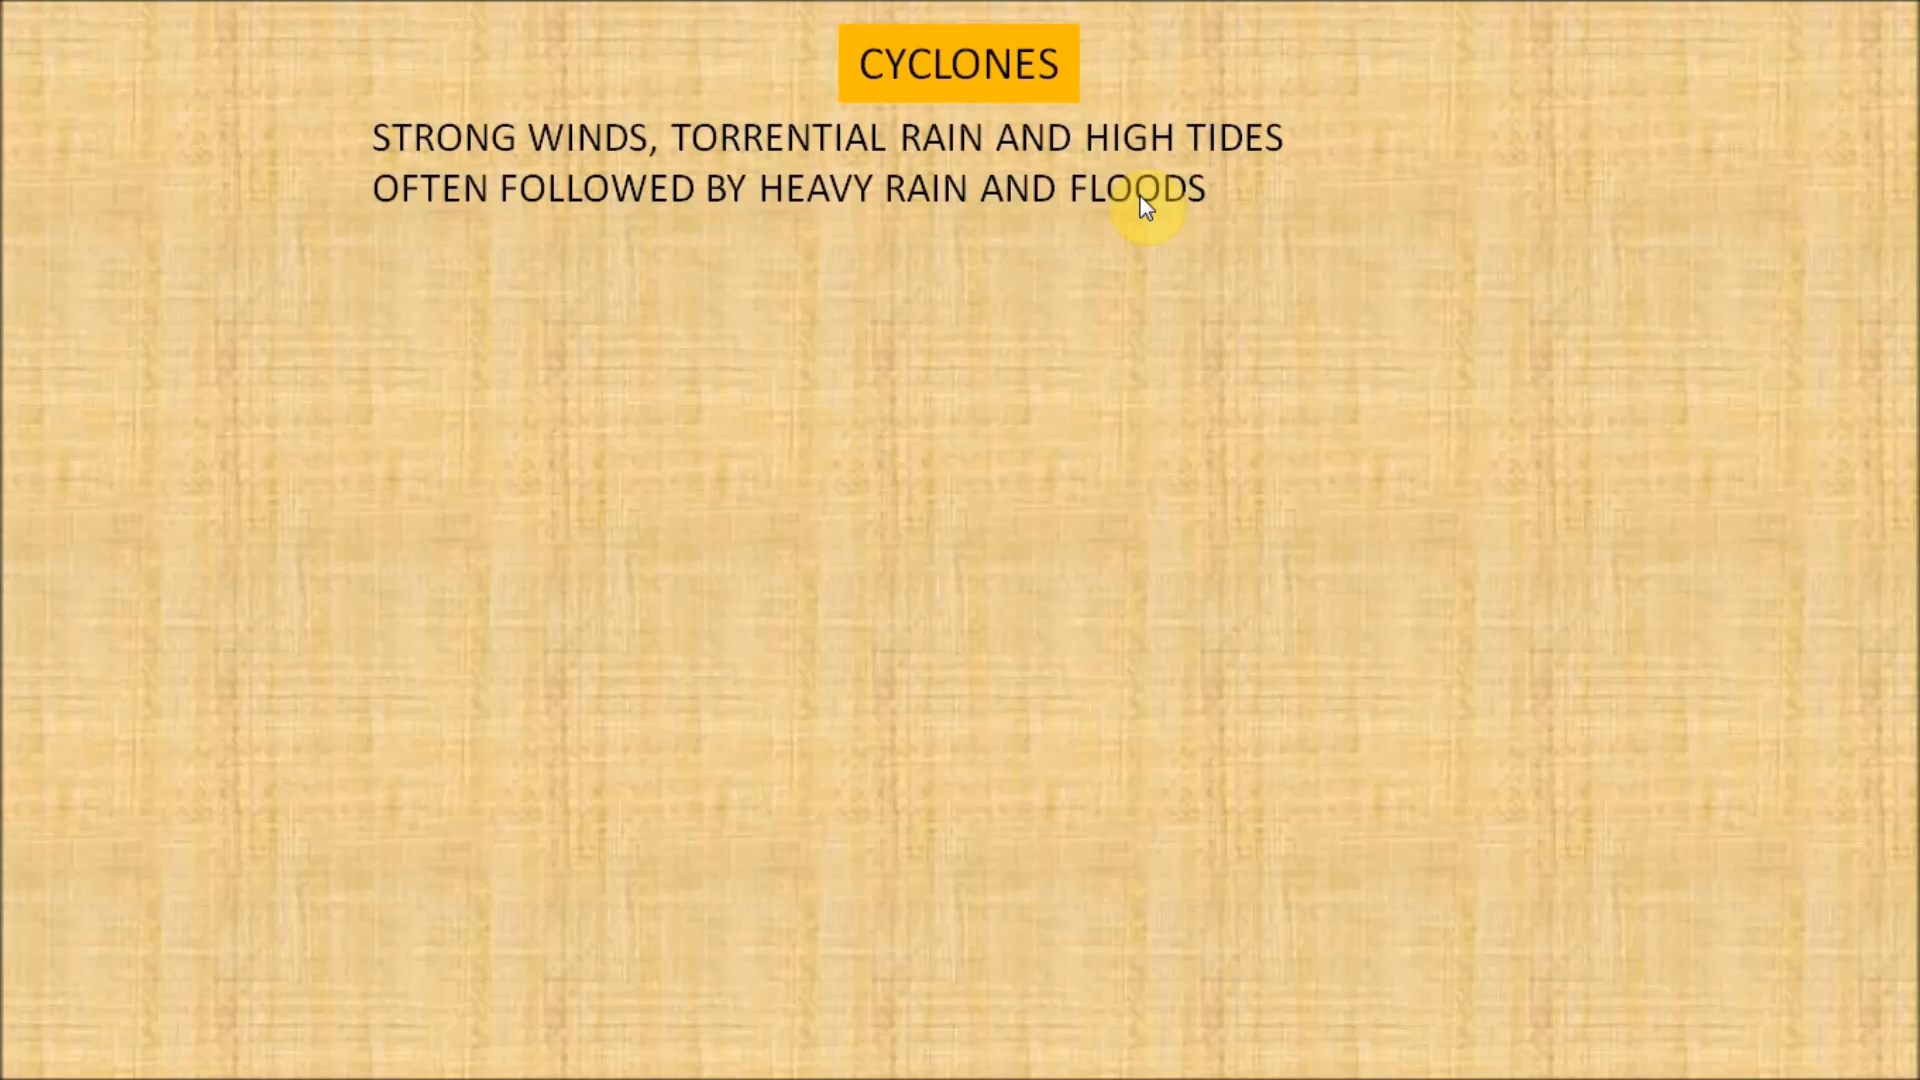 CYCLONES
STRONG WINDS, TORRENTIAL RAIN AND HIGH TIDES
OFTEN FOLLOWED BY HEAVY RAIN AND FLOODS